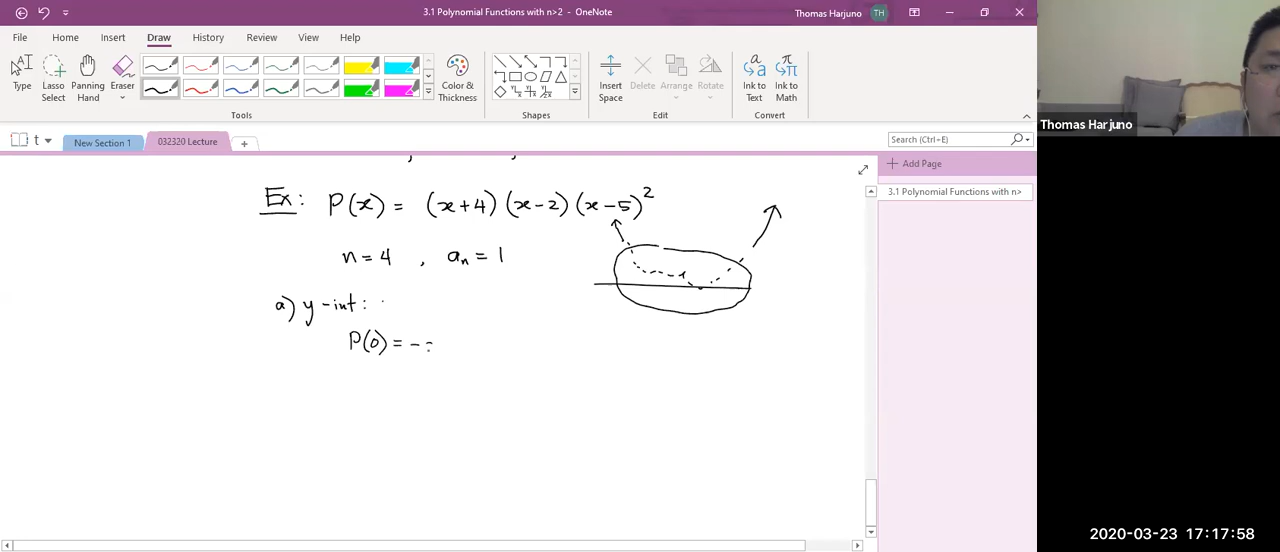 3.1 Polynomial Functions with n>2 - OneNote
Thomas Harjuno TH
File Home Insert Draw History Review View Help
Type
Lasso Select
Panning Hand
Eraser
Color & Thickness
Insert Space
Delete
Arrange
Rotate
Ink to Text
Ink to Math
Tools
Shapes
Edit
Convert
t New Section 1 032320 Lecture
Search (Ctrl+E)
Add Page
3.1 Polynomial Functions with n>
Ex: P(x) = (x+4)(x-2)(x-5)²
n = 4 , aₙ = 1
a) y-int:
P(0) = -
Thomas Harjuno
2020-03-23 17:17:58